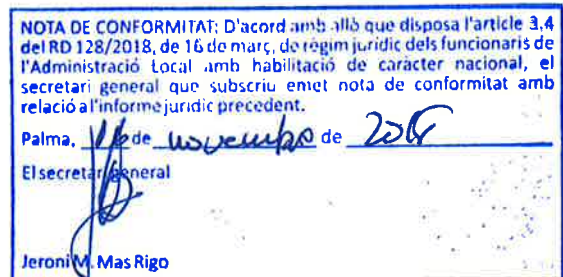 NOTA DE CONFORMITAT: D'acord amb allò que disposa l'article 3.4
del RD 128/2018, de 16 de març, de règim jurídic dels funcionaris de
l'Administració Local amb habilitació de caràcter nacional, el
secretari general que subscriu emet nota de conformitat amb
relació a l'informe jurídic precedent.
Palma, 16 de novembre de
El secretari general
Jeroni M. Mas Rigo